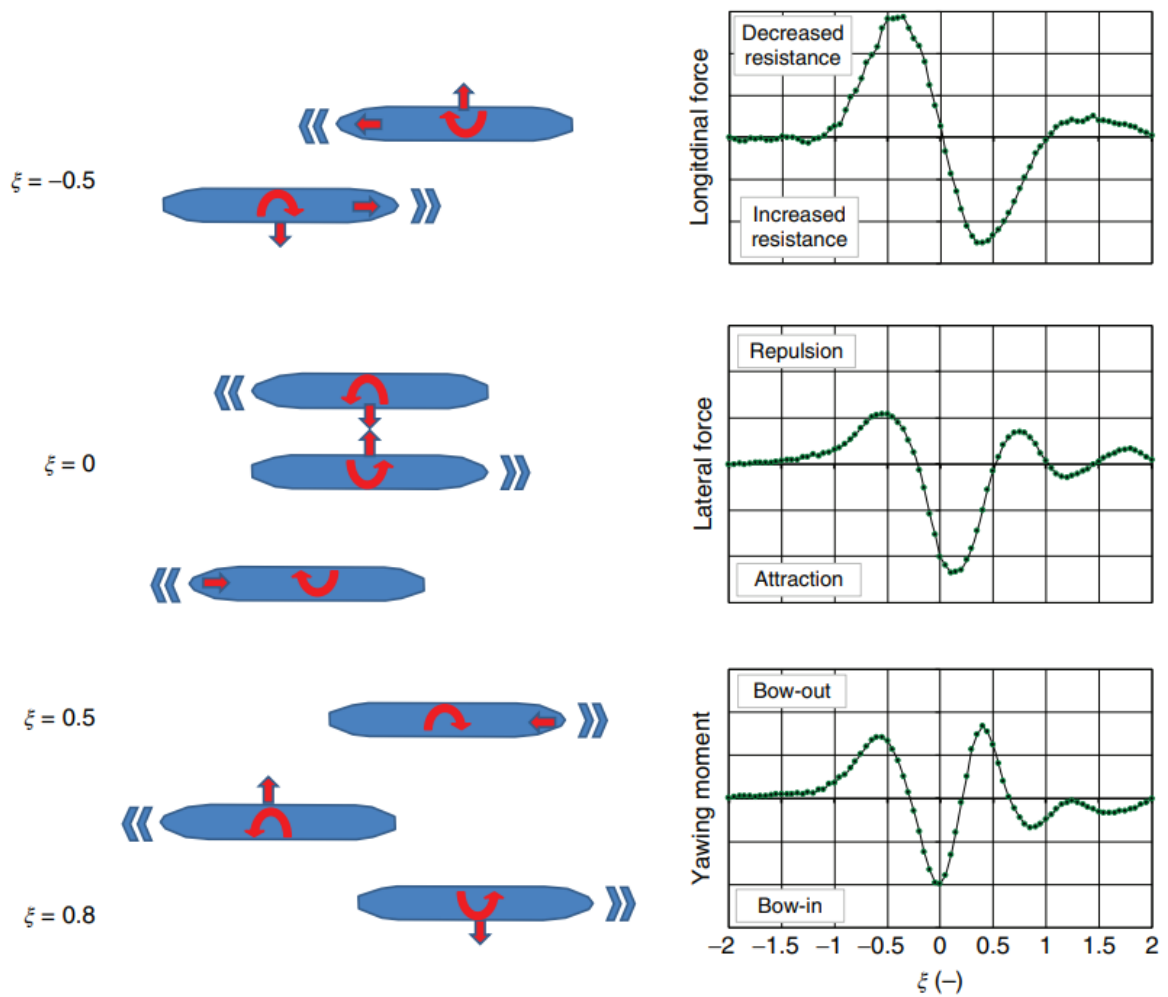 Decreased
resistance
Longitdinal force
Increased
resistance
ξ = −0.5
Repulsion
Lateral force
Attraction
ξ = 0
Bow-out
Yawing moment
Bow-in
ξ = 0.5
ξ = 0.8
−2 −1.5 −1 −0.5 0 0.5 1 1.5 2
ξ (−)